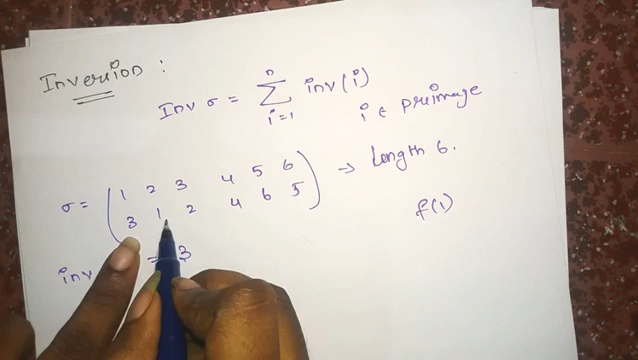 Inversion :
Inv σ = n Σ i=1 inv(i)
i ∈ preimage
σ = ( 1 2 3 4 5 6
3 1 2 4 6 5 ) → Length 6.
f(1)
inv = 3